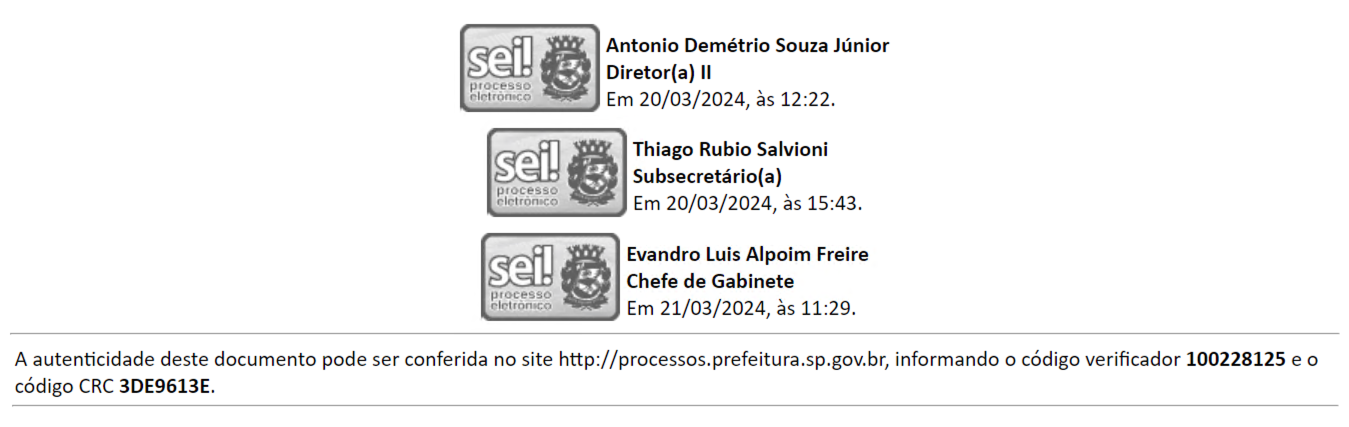 sei!
processo
eletrônico
Antonio Demétrio Souza Júnior
Diretor(a) II
Em 20/03/2024, às 12:22.
sei!
processo
eletrônico
Thiago Rubio Salvioni
Subsecretário(a)
Em 20/03/2024, às 15:43.
sei!
processo
eletrônico
Evandro Luis Alpoim Freire
Chefe de Gabinete
Em 21/03/2024, às 11:29.
A autenticidade deste documento pode ser conferida no site http://processos.prefeitura.sp.gov.br, informando o código verificador 100228125 e o
código CRC 3DE9613E.